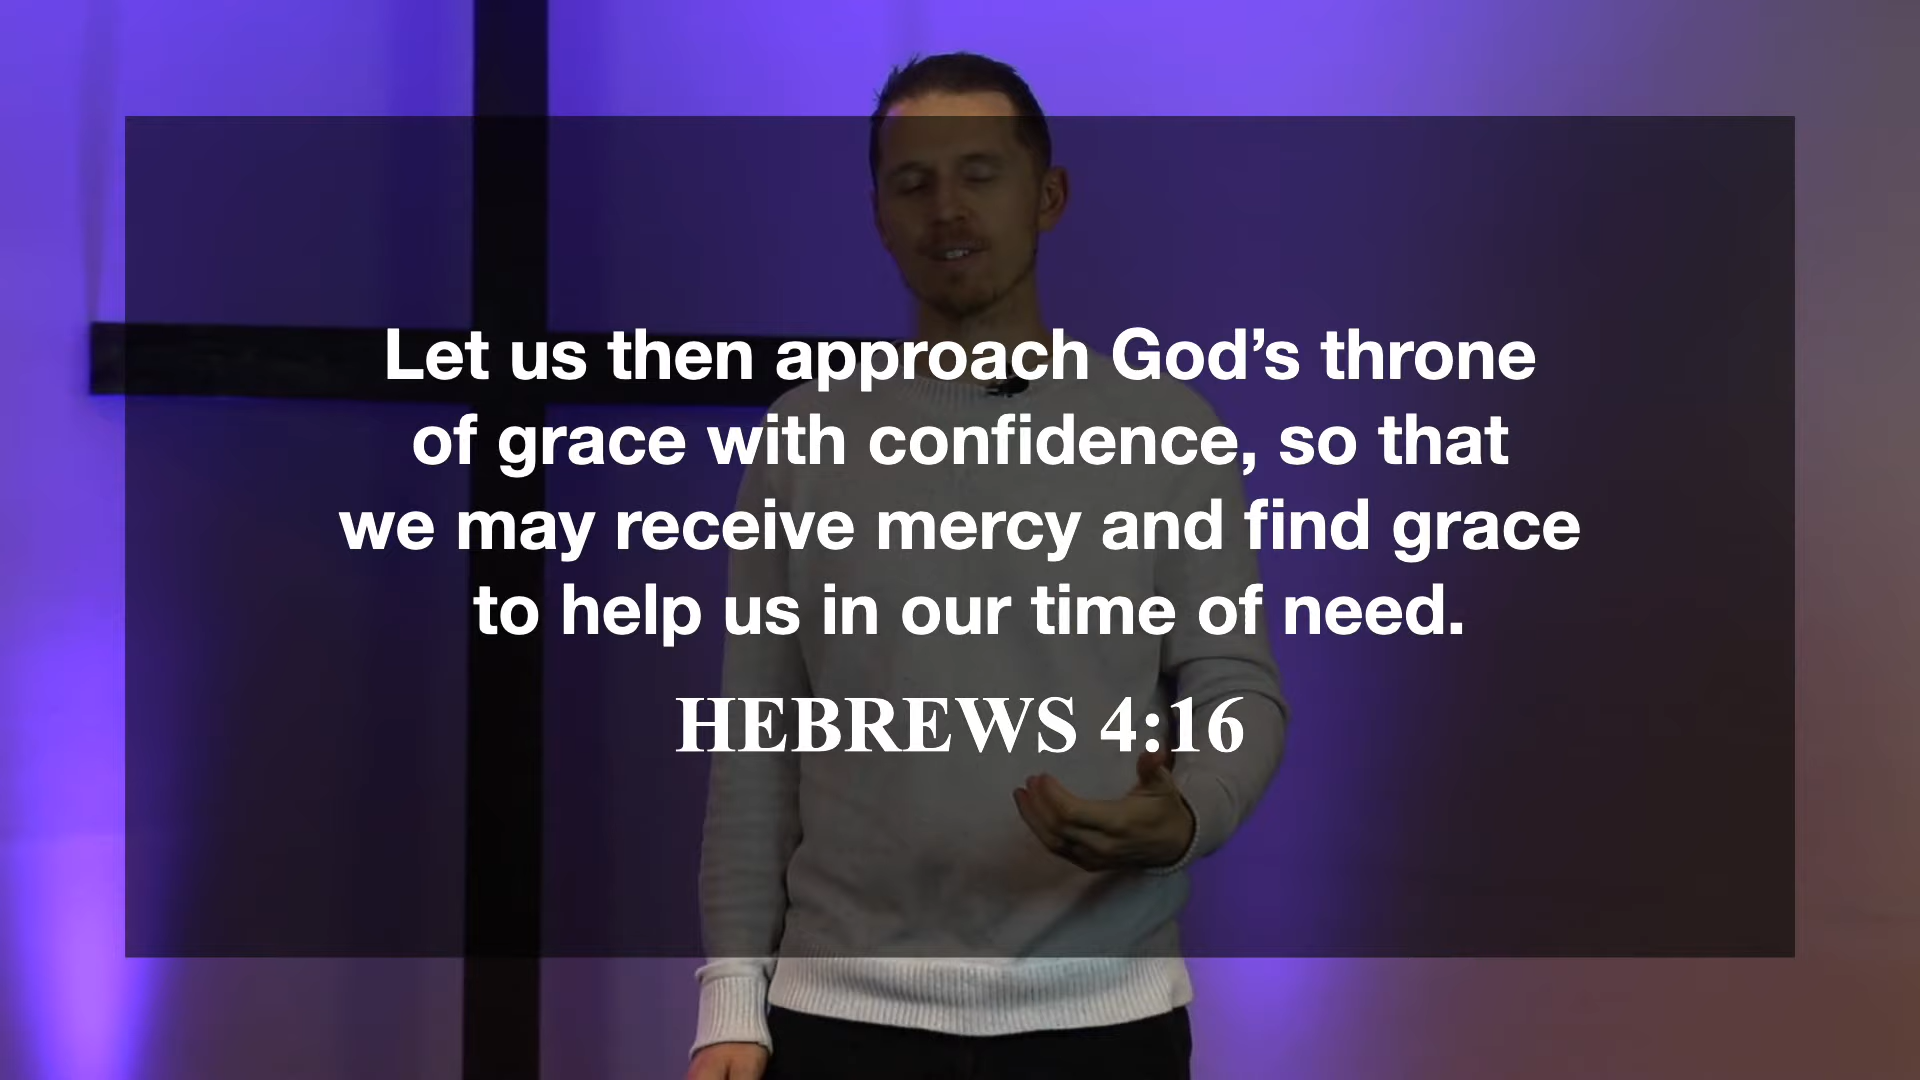 Let us then approach God’s throne
of grace with confidence, so that
we may receive mercy and find grace
to help us in our time of need.
HEBREWS 4:16